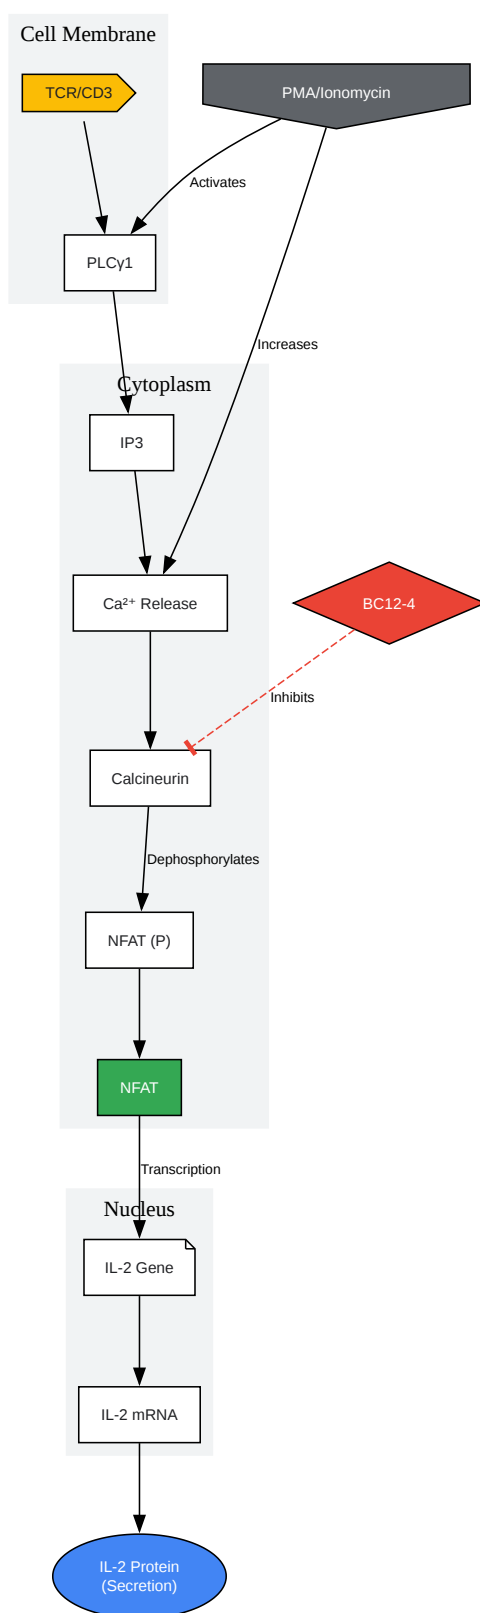 Cell Membrane
TCR/CD3
PMA/Ionomycin
Activates
PLCγ1
Increases
Cytoplasm
IP3
Ca²⁺ Release
BC12-4
Inhibits
Calcineurin
Dephosphorylates
NFAT (P)
NFAT
Transcription
Nucleus
IL-2 Gene
IL-2 mRNA
IL-2 Protein
(Secretion)